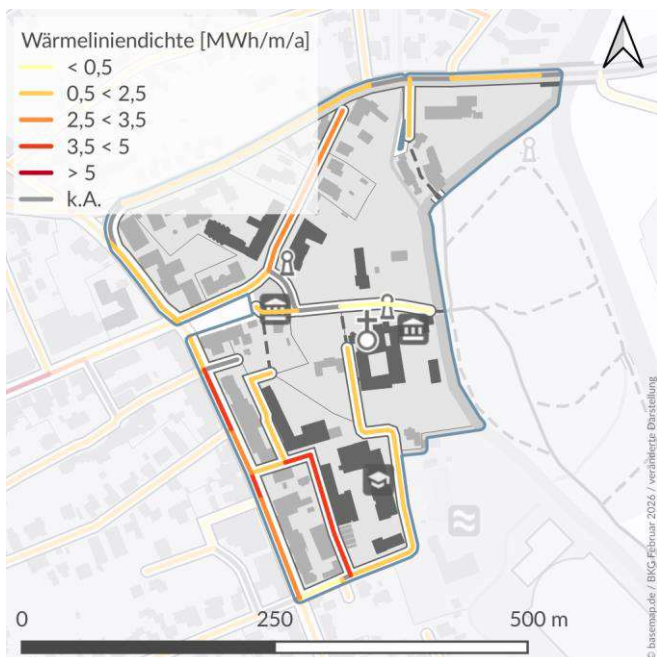 Wärmeliniendichte [MWh/m/a]
< 0,5
0,5 < 2,5
2,5 < 3,5
3,5 < 5
> 5
k.A.
0 250 500 m
© basemap.de / BKG Februar 2026 / veränderte Darstellung